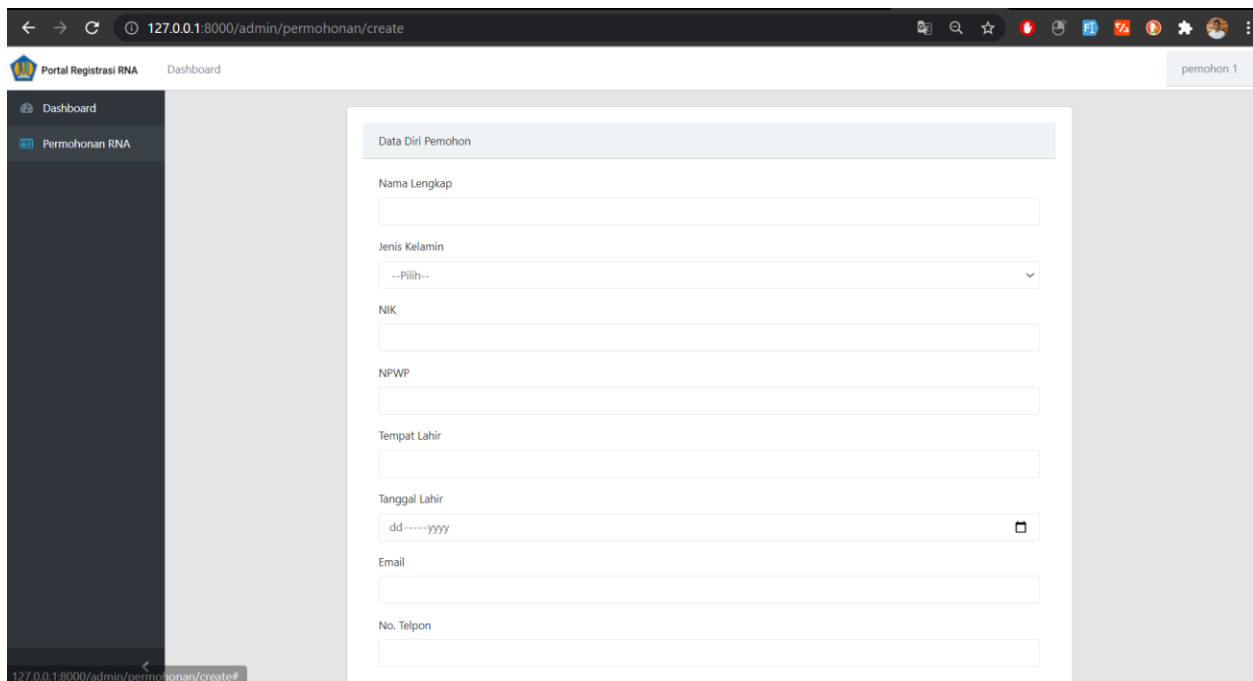 127.0.0.1:8000/admin/permohonan/create
Portal Registrasi RNA Dashboard pemohon 1
Dashboard
Permohonan RNA
Data Diri Pemohon
Nama Lengkap
Jenis Kelamin
--Pilih--
NIK
NPWP
Tempat Lahir
Tanggal Lahir
dd-----yyyy
Email
No. Telpon
127.0.0.1:8000/admin/permohonan/create#